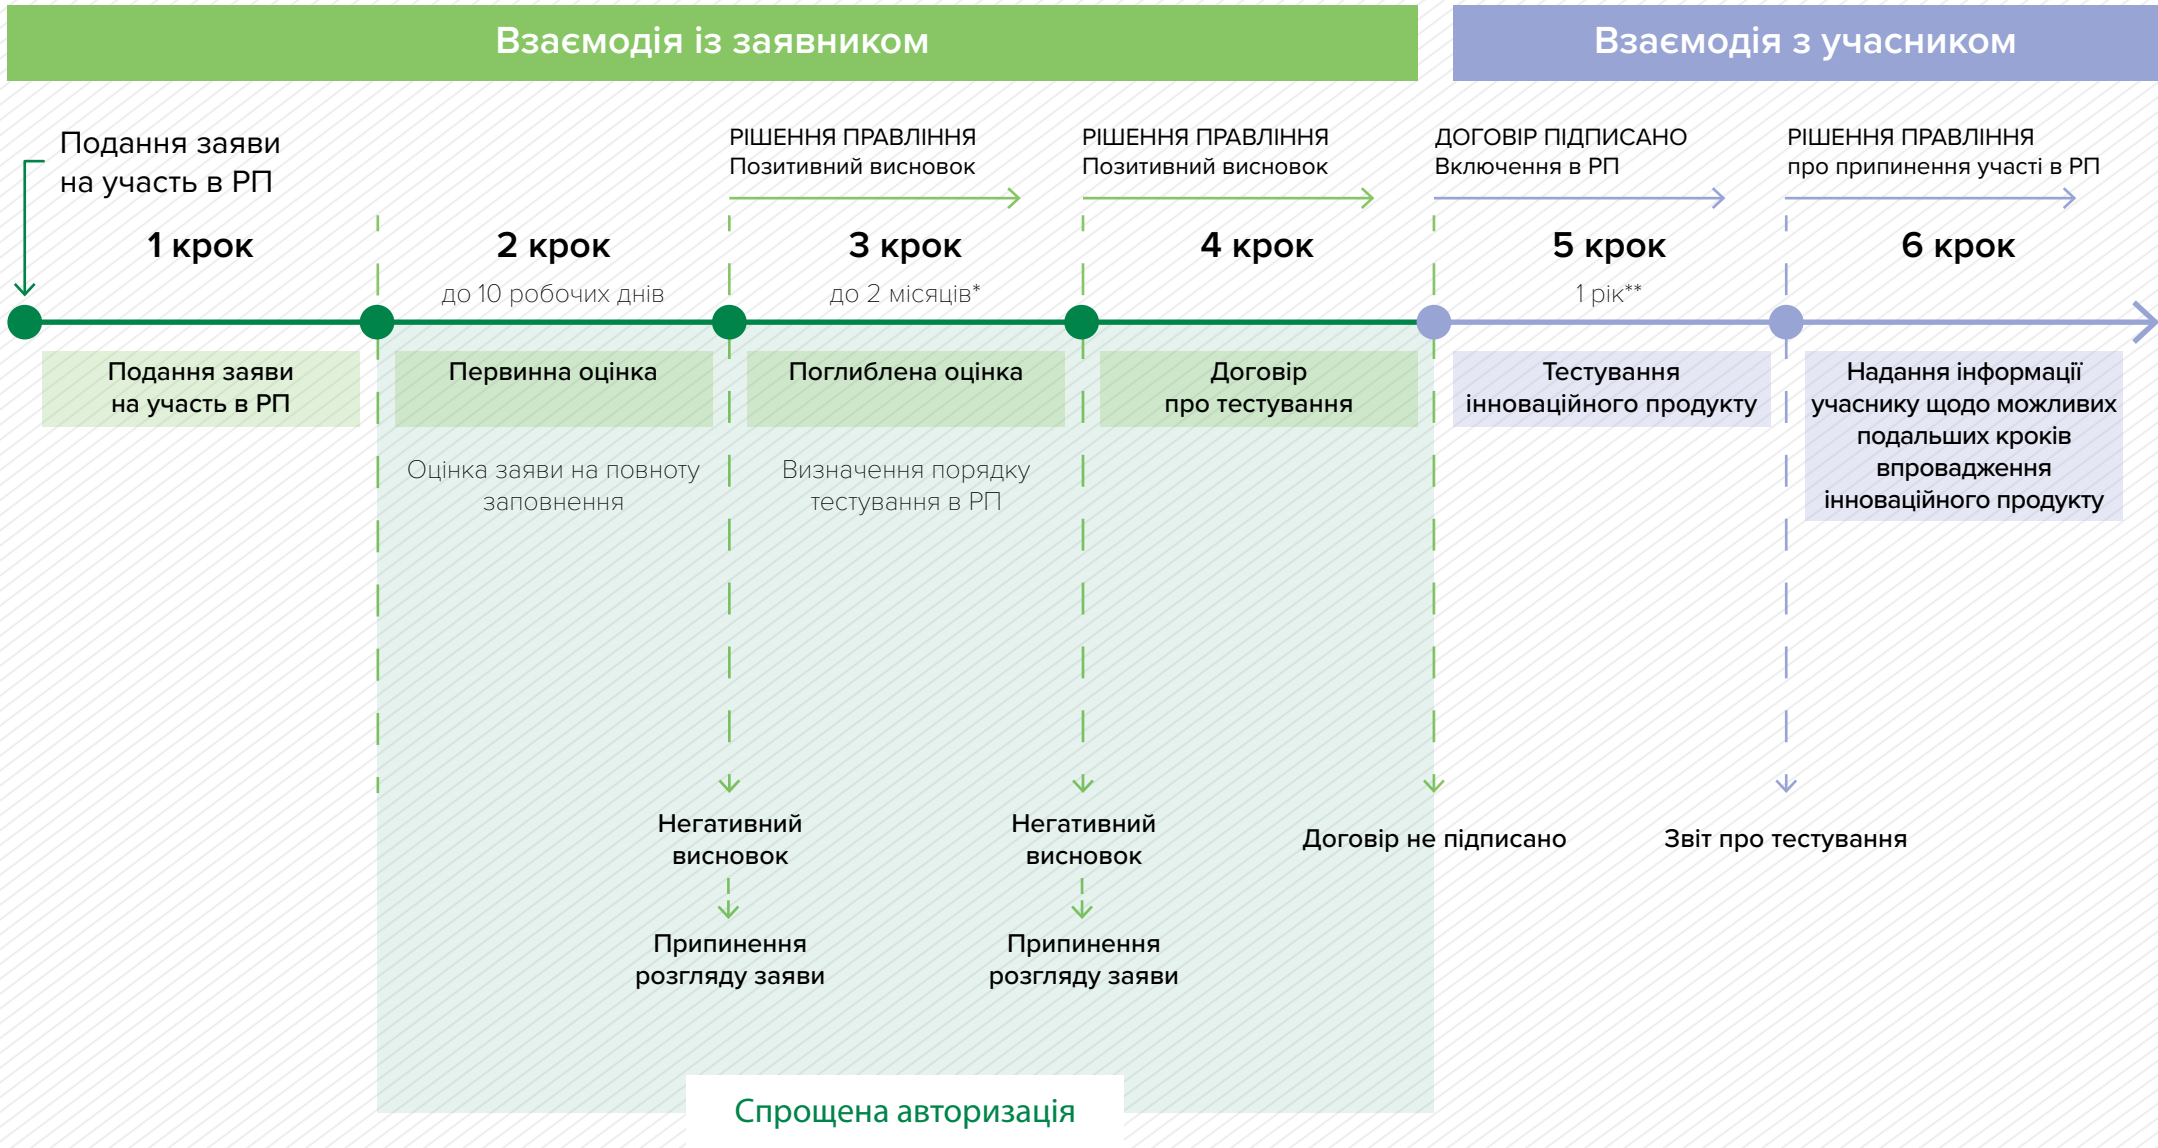 Взаємодія із заявником
Взаємодія з учасником
Подання заяви
на участь в РП
РІШЕННЯ ПРАВЛІННЯ
Позитивний висновок
РІШЕННЯ ПРАВЛІННЯ
Позитивний висновок
ДОГОВІР ПІДПИСАНО
Включення в РП
РІШЕННЯ ПРАВЛІННЯ
про припинення участі в РП
1 крок
2 крок
до 10 робочих днів
3 крок
до 2 місяців*
4 крок
5 крок
1 рік**
6 крок
Подання заяви
на участь в РП
Первинна оцінка
Оцінка заяви на повноту
заповнення
Поглиблена оцінка
Визначення порядку
тестування в РП
Договір
про тестування
Тестування
інноваційного продукту
Надання інформації
учаснику щодо можливих
подальших кроків
впровадження
інноваційного продукту
Негативний
висновок
Припинення
розгляду заяви
Негативний
висновок
Припинення
розгляду заяви
Договір не підписано
Звіт про тестування
Спрощена авторизація